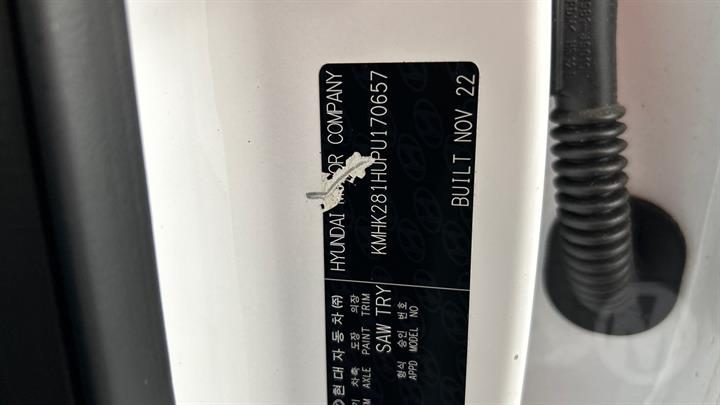 현대자동차(주) HYUNDAI MOTOR COMPANY
차축 도장 의장
AXLE PAINT TRIM
KMHK281HUPU170657
SAW TRY
형식 승인 번호
APPD MODEL NO
BUILT NOV 22